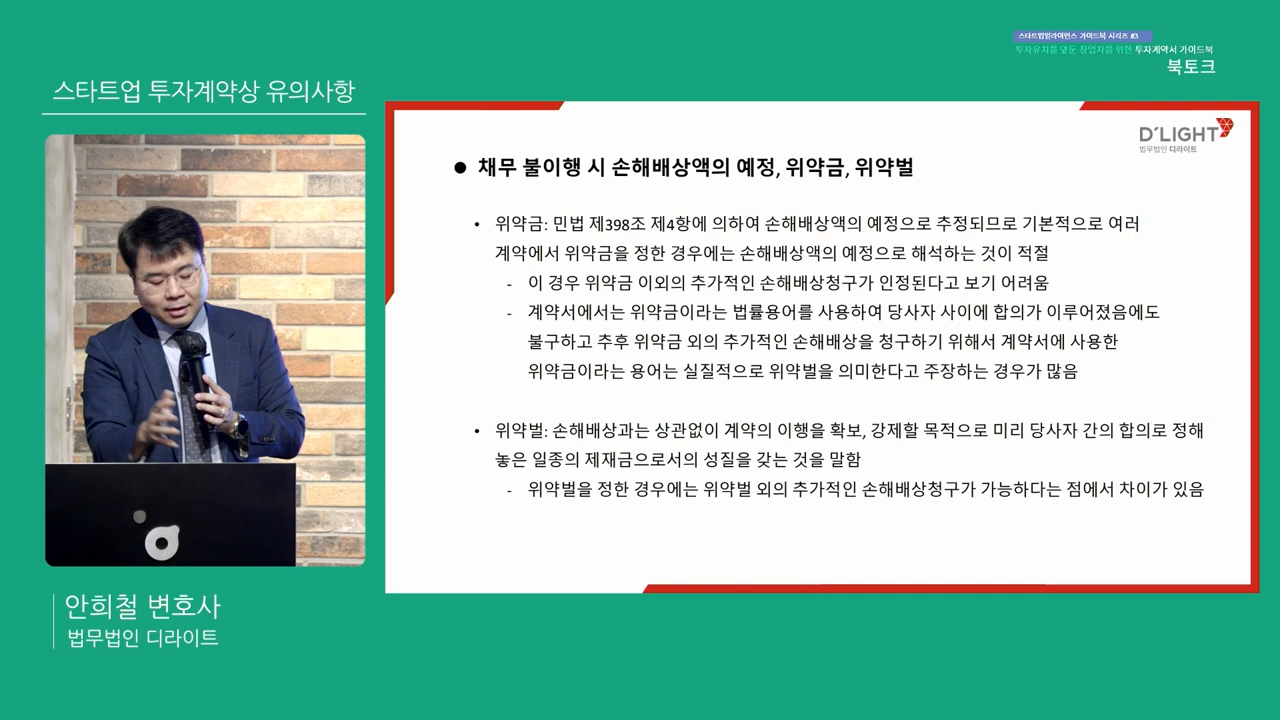 스타트업얼라이언스 가이드북 시리즈 #3
투자유치를 앞둔 창업자를 위한 투자계약서 가이드북
북토크
스타트업 투자계약상 유의사항
D'LIGHT
법무법인 디라이트
● 채무 불이행 시 손해배상액의 예정, 위약금, 위약벌
• 위약금: 민법 제398조 제4항에 의하여 손해배상액의 예정으로 추정되므로 기본적으로 여러
계약에서 위약금을 정한 경우에는 손해배상액의 예정으로 해석하는 것이 적절
- 이 경우 위약금 이외의 추가적인 손해배상청구가 인정된다고 보기 어려움
- 계약서에서는 위약금이라는 법률용어를 사용하여 당사자 사이에 합의가 이루어졌음에도
불구하고 추후 위약금 외의 추가적인 손해배상을 청구하기 위해서 계약서에 사용한
위약금이라는 용어는 실질적으로 위약벌을 의미한다고 주장하는 경우가 많음
• 위약벌: 손해배상과는 상관없이 계약의 이행을 확보, 강제할 목적으로 미리 당사자 간의 합의로 정해
놓은 일종의 제재금으로서의 성질을 갖는 것을 말함
- 위약벌을 정한 경우에는 위약벌 외의 추가적인 손해배상청구가 가능하다는 점에서 차이가 있음
안희철 변호사
법무법인 디라이트